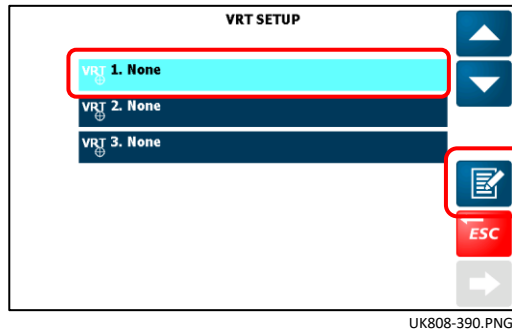 VRT SETUP
VRT 1. None
VRT 2. None
VRT 3. None
ESC
UK808-390.PNG